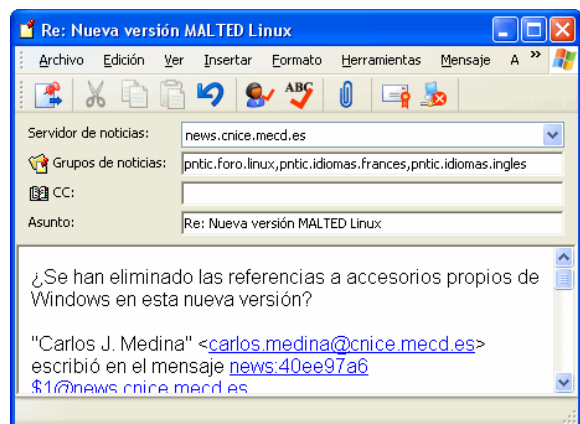 Re: Nueva versión MALTED Linux
Archivo Edición Ver Insertar Formato Herramientas Mensaje A »
ABC
Servidor de noticias: news.cnice.mecd.es
Grupos de noticias: pntic.foro.linux,pntic.idiomas.frances,pntic.idiomas.ingles
CC:
Asunto: Re: Nueva versión MALTED Linux
¿Se han eliminado las referencias a accesorios propios de
Windows en esta nueva versión?
"Carlos J. Medina" <carlos.medina@cnice.mecd.es>
escribió en el mensaje news:40ee97a6
$1@news.cnice.mecd.es